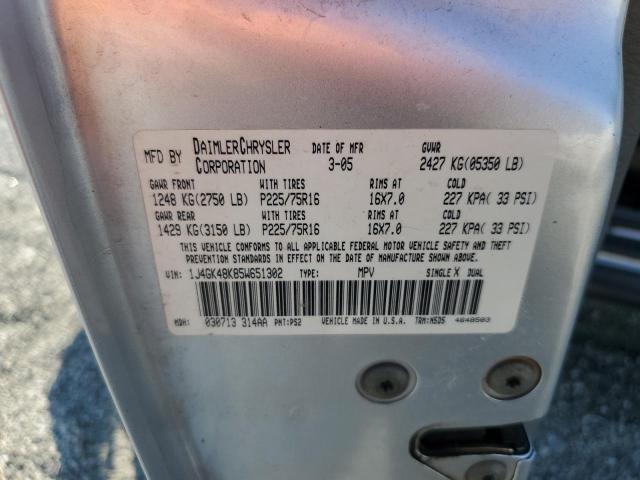 MFD BY DAIMLERCHRYSLER CORPORATION DATE OF MFR 3-05 GVWR 2427 KG(05350 LB)
GAWR FRONT WITH TIRES RIMS AT COLD
1248 KG(2750 LB) P225/75R16 16X7.0 227 KPA( 33 PSI)
GAWR REAR WITH TIRES RIMS AT COLD
1429 KG(3150 LB) P225/75R16 16X7.0 227 KPA( 33 PSI)
THIS VEHICLE CONFORMS TO ALL APPLICABLE FEDERAL MOTOR VEHICLE SAFETY AND THEFT
PREVENTION STANDARDS IN EFFECT ON THE DATE OF MANUFACTURE SHOWN ABOVE.
VIN: 1J4GK48K85W651302 TYPE: MPV SINGLE X DUAL
MDH: 030713 314AA PNT:PS2 VEHICLE MADE IN U.S.A. TRM:N5D5 4648503